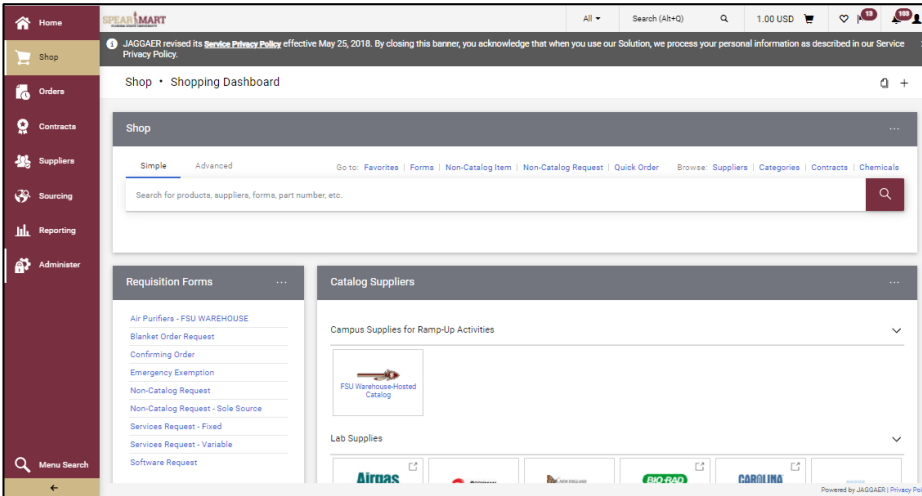 Home
SPEARMART
All
Search (Alt+Q)
1.00 USD
13
103
JAGGAER revised its Service Privacy Policy effective May 25, 2018. By closing this banner, you acknowledge that when you use our Solution, we process your personal information as described in our Service
Privacy Policy.
Shop
Orders
Contracts
Suppliers
Sourcing
Reporting
Administer
Menu Search
Shop • Shopping Dashboard
Shop
Simple
Advanced
Go to: Favorites | Forms | Non-Catalog Item | Non-Catalog Request | Quick Order
Browse: Suppliers | Categories | Contracts | Chemicals
Search for products, suppliers, forms, part number, etc.
Requisition Forms
Air Purifiers - FSU WAREHOUSE
Blanket Order Request
Confirming Order
Emergency Exemption
Non-Catalog Request
Non-Catalog Request - Sole Source
Services Request - Fixed
Services Request - Variable
Software Request
Catalog Suppliers
Campus Supplies for Ramp-Up Activities
FSU Warehouse-Hosted
Catalog
Lab Supplies
Airgas
BIO-RAD
CAROLINA
Powered by JAGGAER | Privacy